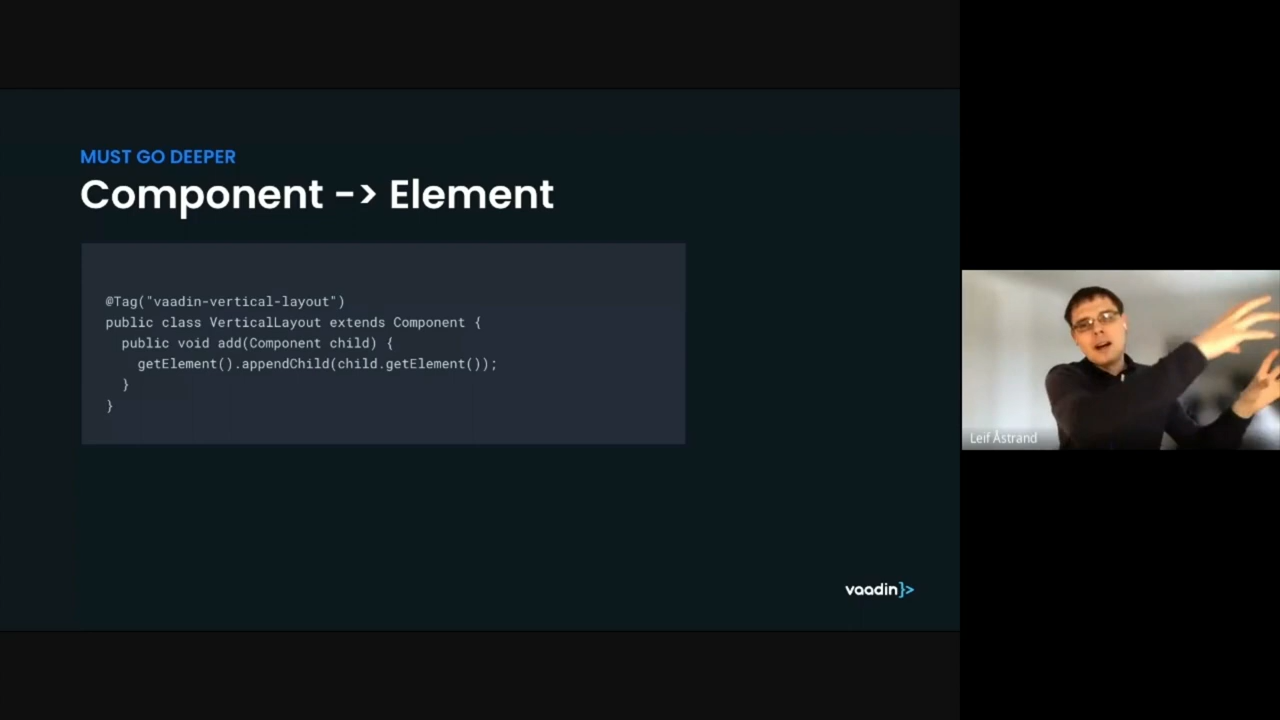 MUST GO DEEPER
Component -> Element
@Tag("vaadin-vertical-layout")
public class VerticalLayout extends Component {
  public void add(Component child) {
    getElement().appendChild(child.getElement());
  }
}
vaadin}>
Leif Åstrand